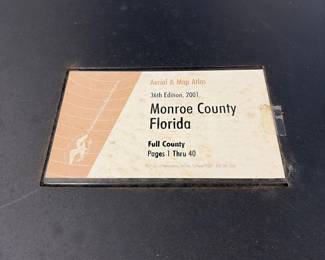 Aerial & Map Atlas
36th Edition, 2001
Monroe County
Florida
Full County
Pages 1 Thru 40